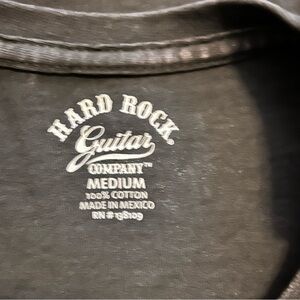 HARD ROCK
Guitar
COMPANY™
MEDIUM
100% COTTON
MADE IN MEXICO
RN # 138109